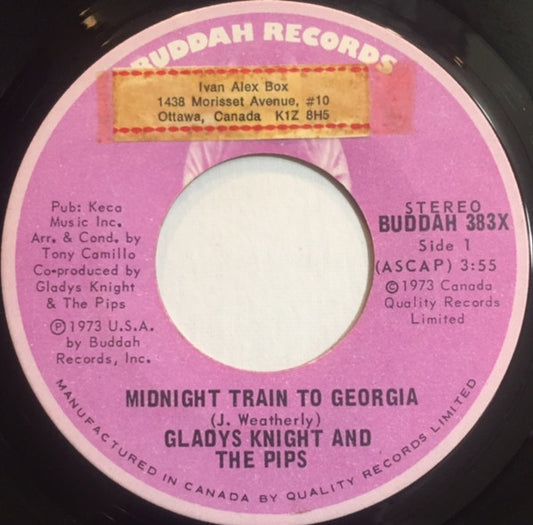 BUDDAH RECORDS
Ivan Alex Box
1438 Morisset Avenue, #10
Ottawa, Canada K1Z 8H5
Pub: Keca
Music Inc.
Arr. & Cond. by
Tony Camillo
Co-produced by
Gladys Knight
& The Pips
Ⓟ1973 U.S.A.
by Buddah
Records, Inc.
STEREO
BUDDAH 383X
Side 1
(ASCAP) 3:55
©1973 Canada
Quality Records
Limited
MIDNIGHT TRAIN TO GEORGIA
(J. Weatherly)
GLADYS KNIGHT AND
THE PIPS
MANUFACTURED IN CANADA BY QUALITY RECORDS LIMITED